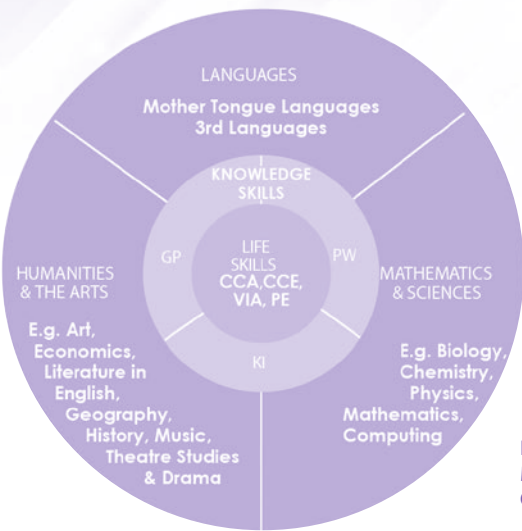 LANGUAGES
Mother Tongue Languages
3rd Languages
KNOWLEDGE
SKILLS
GP
PW
LIFE
SKILLS
CCA,CCE,
VIA, PE
KI
HUMANITIES
& THE ARTS
E.g. Art,
Economics,
Literature in
English,
Geography,
History, Music,
Theatre Studies
& Drama
MATHEMATICS
& SCIENCES
E.g. Biology,
Chemistry,
Physics,
Mathematics,
Computing